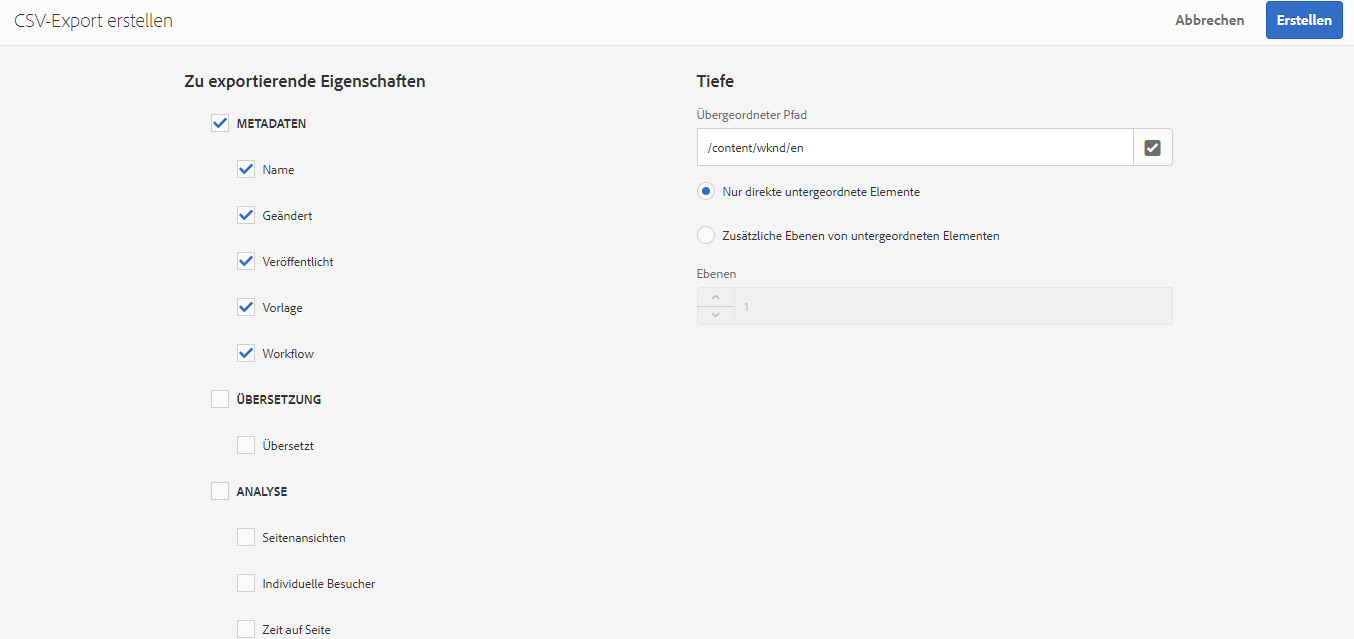 CSV-Export erstellen
Abbrechen
Erstellen
Zu exportierende Eigenschaften
METADATEN
Name
Geändert
Veröffentlicht
Vorlage
Workflow
ÜBERSETZUNG
Übersetzt
ANALYSE
Seitenansichten
Individuelle Besucher
Zeit auf Seite
Tiefe
Übergeordneter Pfad
/content/wknd/en
Nur direkte untergeordnete Elemente
Zusätzliche Ebenen von untergeordneten Elementen
Ebenen
1